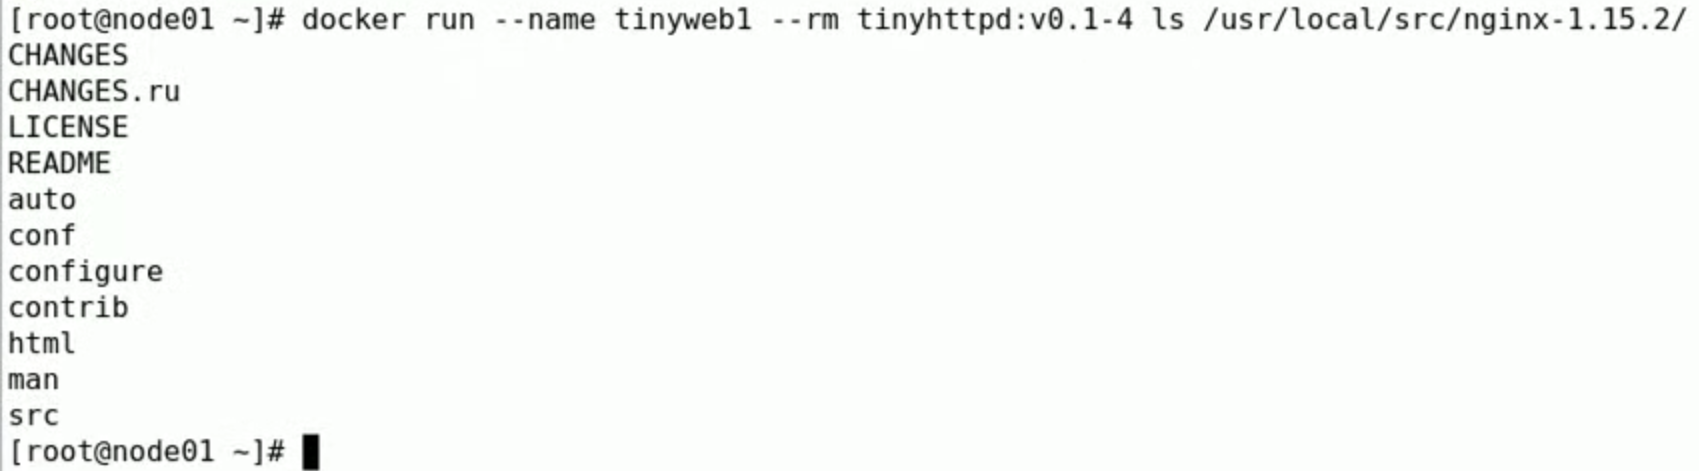 [root@node01 ~]# docker run --name tinyweb1 --rm tinyhttpd:v0.1-4 ls /usr/local/src/nginx-1.15.2/
CHANGES
CHANGES.ru
LICENSE
README
auto
conf
configure
contrib
html
man
src
[root@node01 ~]#